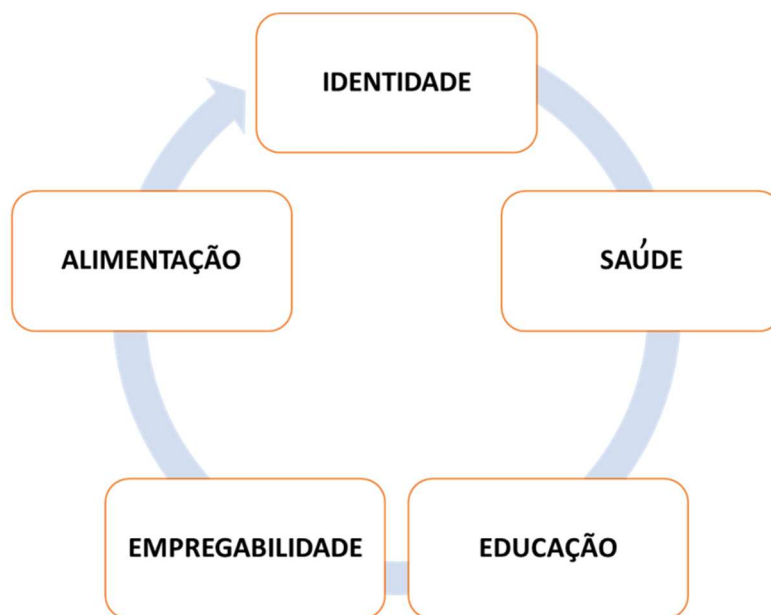 IDENTIDADE
SAÚDE
EDUCAÇÃO
EMPREGABILIDADE
ALIMENTAÇÃO